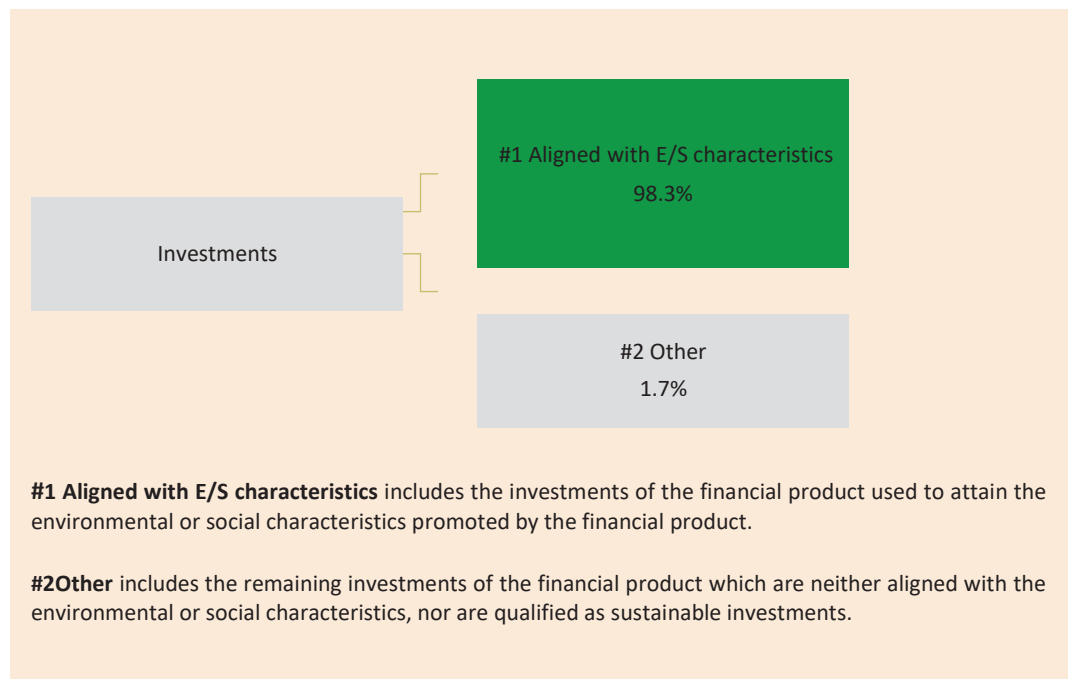 #1 Aligned with E/S characteristics
98.3%
Investments
#2 Other
1.7%
#1 Aligned with E/S characteristics includes the investments of the financial product used to attain the
environmental or social characteristics promoted by the financial product.
#2Other includes the remaining investments of the financial product which are neither aligned with the
environmental or social characteristics, nor are qualified as sustainable investments.